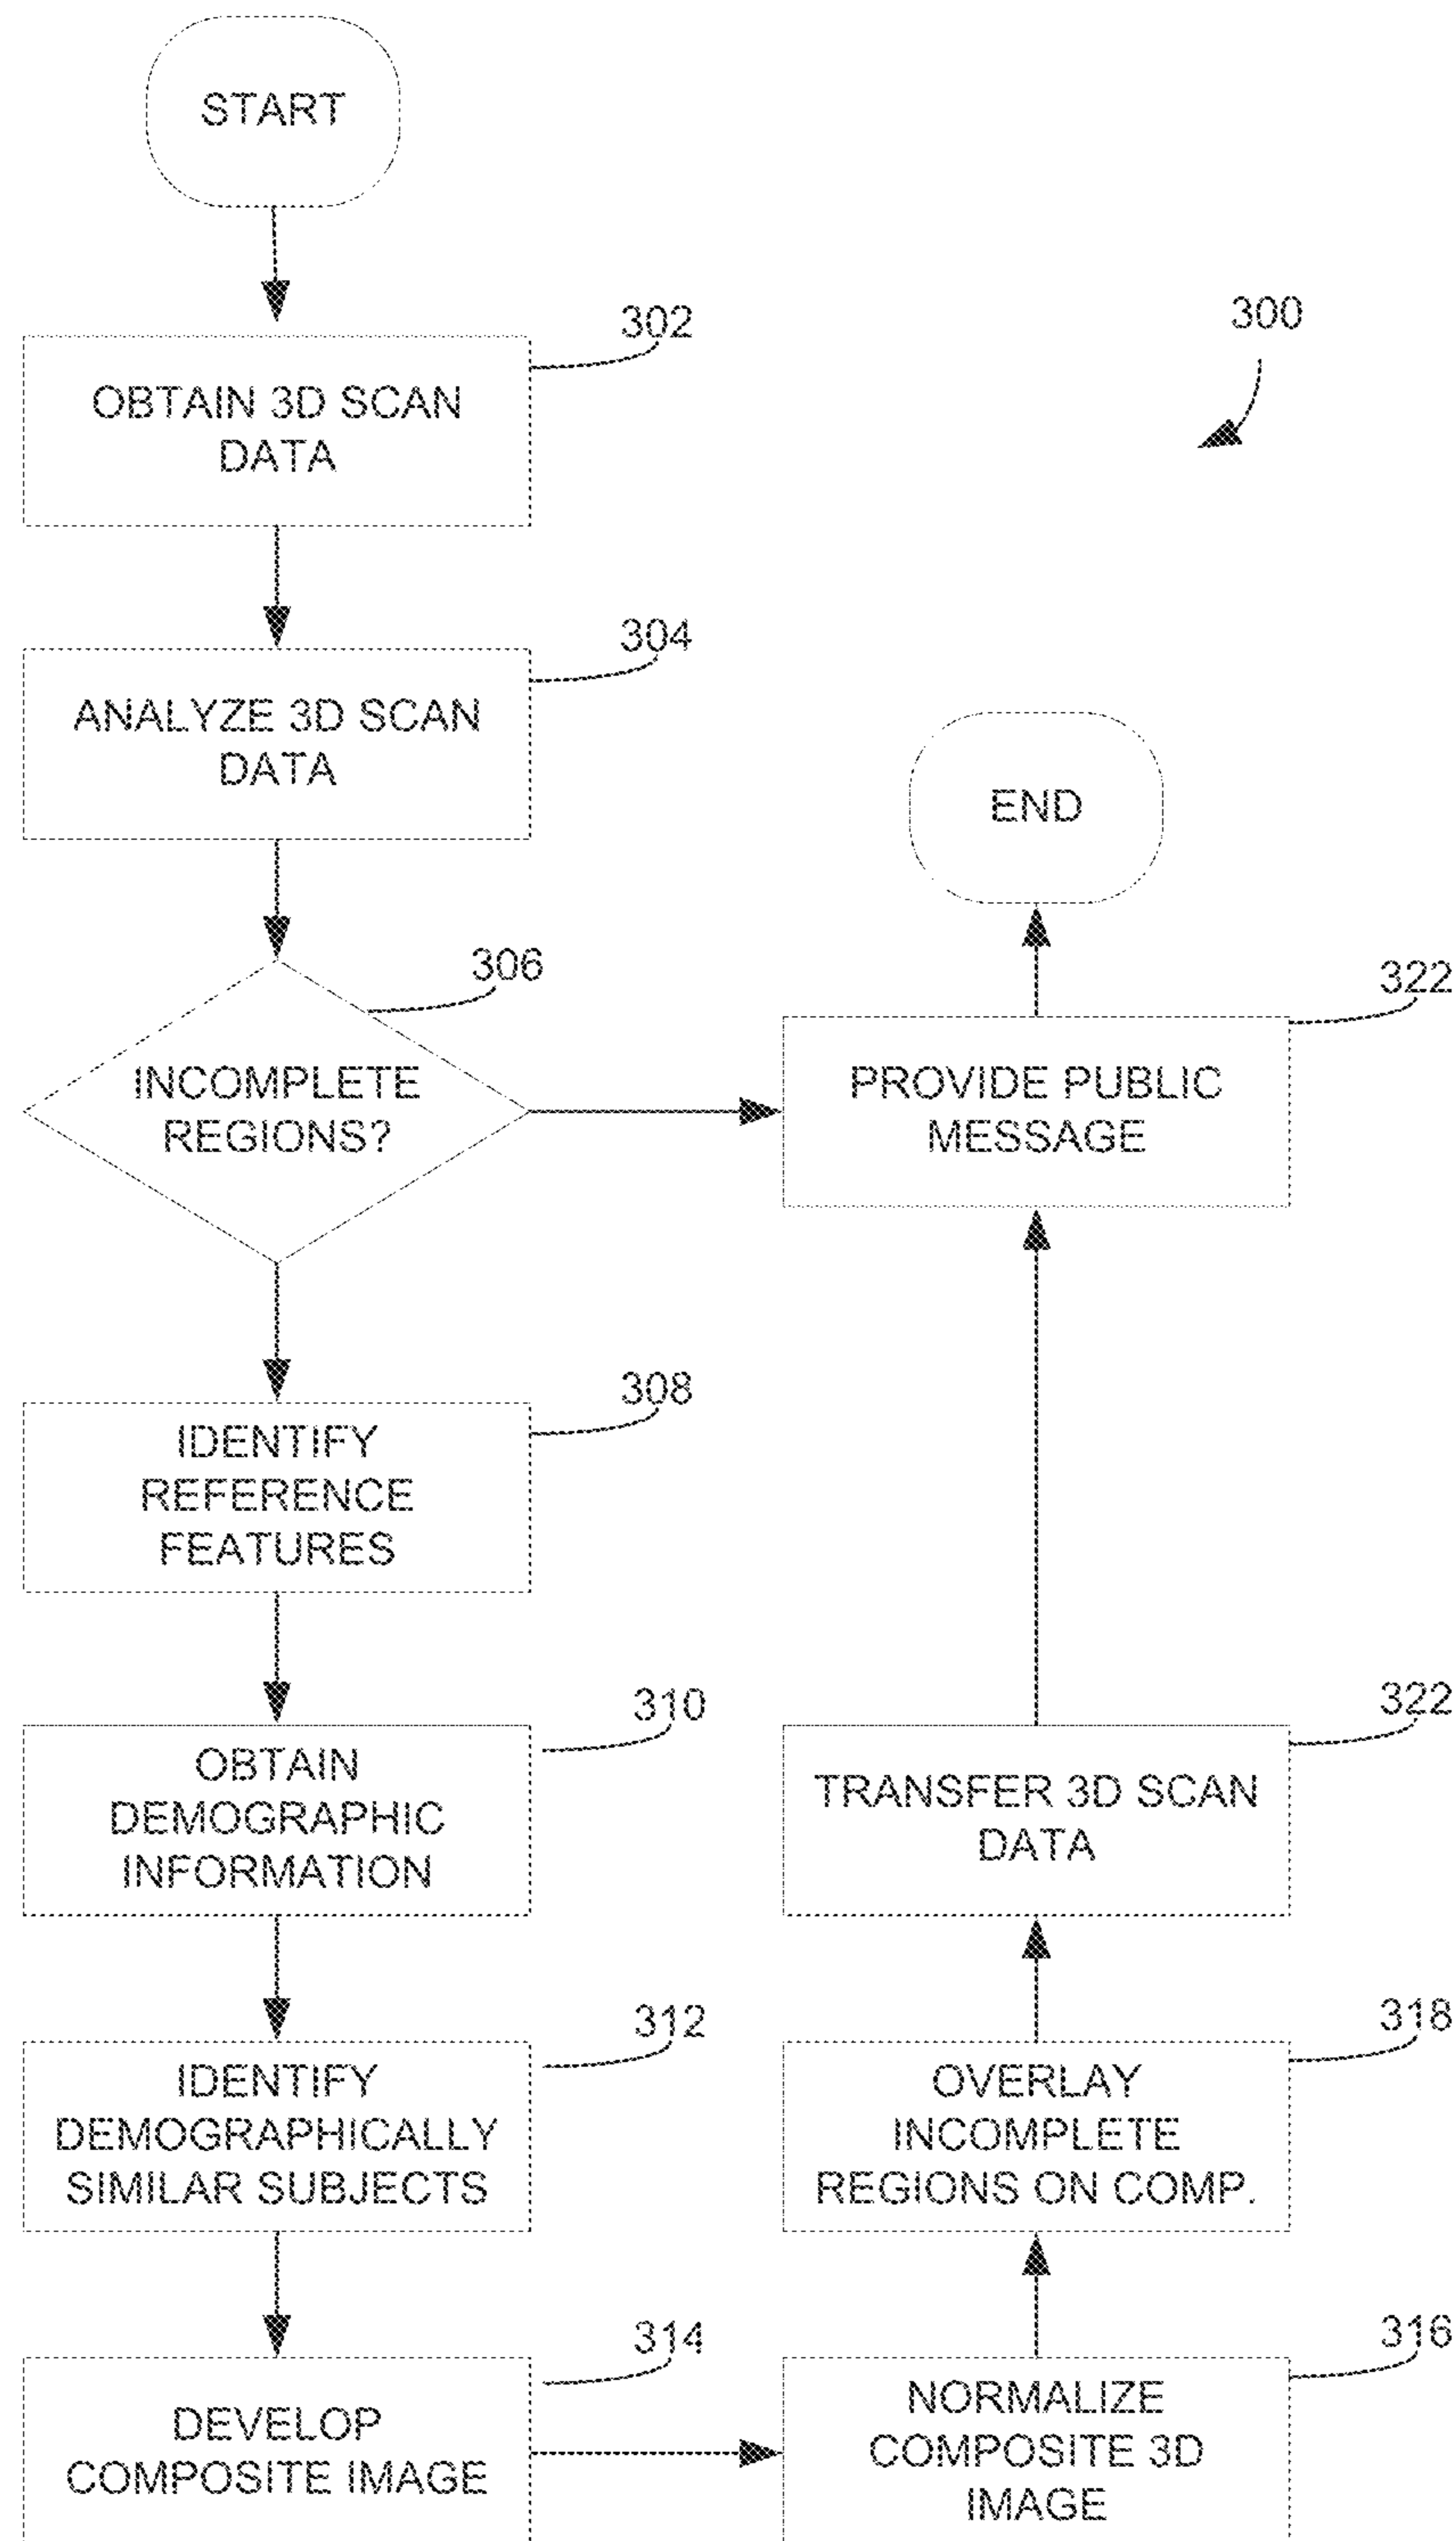 START
302
OBTAIN 3D SCAN
DATA
300
304
ANALYZE 3D SCAN
DATA
306
INCOMPLETE
REGIONS?
308
IDENTIFY
REFERENCE
FEATURES
310
OBTAIN
DEMOGRAPHIC
INFORMATION
312
IDENTIFY
DEMOGRAPHICALLY
SIMILAR SUBJECTS
314
DEVELOP
COMPOSITE IMAGE
316
NORMALIZE
COMPOSITE 3D
IMAGE
318
OVERLAY
INCOMPLETE
REGIONS ON COMP.
322
TRANSFER 3D SCAN
DATA
322
PROVIDE PUBLIC
MESSAGE
END